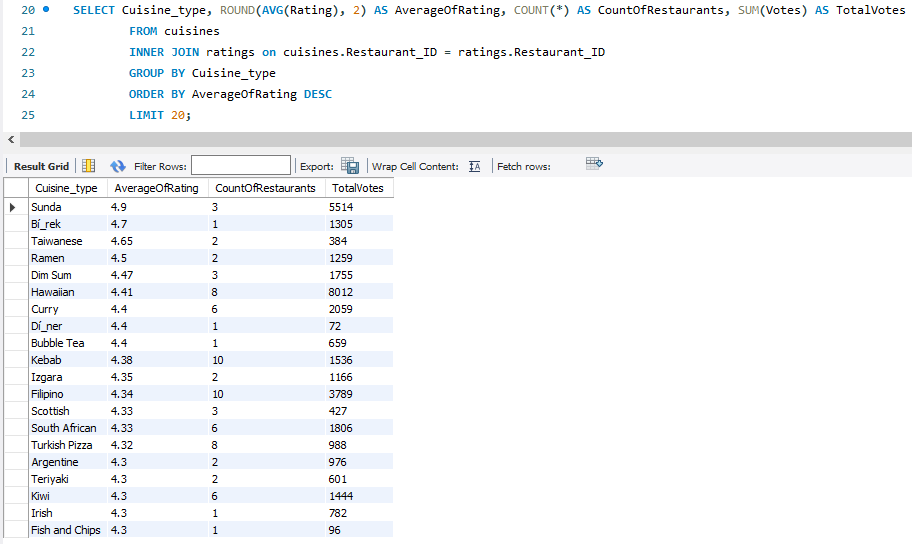 20 SELECT Cuisine_type, ROUND(AVG(Rating), 2) AS AverageOfRating, COUNT(*) AS CountOfRestaurants, SUM(Votes) AS TotalVotes
21 FROM cuisines
22 INNER JOIN ratings on cuisines.Restaurant_ID = ratings.Restaurant_ID
23 GROUP BY Cuisine_type
24 ORDER BY AverageOfRating DESC
25 LIMIT 20;
Result Grid Filter Rows: Export: Wrap Cell Content: Fetch rows:
Cuisine_type AverageOfRating CountOfRestaurants TotalVotes
Sunda 4.9 3 5514
Bí_rek 4.7 1 1305
Taiwanese 4.65 2 384
Ramen 4.5 2 1259
Dim Sum 4.47 3 1755
Hawaiian 4.41 8 8012
Curry 4.4 6 2059
Dí_ner 4.4 1 72
Bubble Tea 4.4 1 659
Kebab 4.38 10 1536
Izgara 4.35 2 1166
Filipino 4.34 10 3789
Scottish 4.33 3 427
South African 4.33 6 1806
Turkish Pizza 4.32 8 988
Argentine 4.3 2 976
Teriyaki 4.3 2 601
Kiwi 4.3 6 1444
Irish 4.3 1 782
Fish and Chips 4.3 1 96